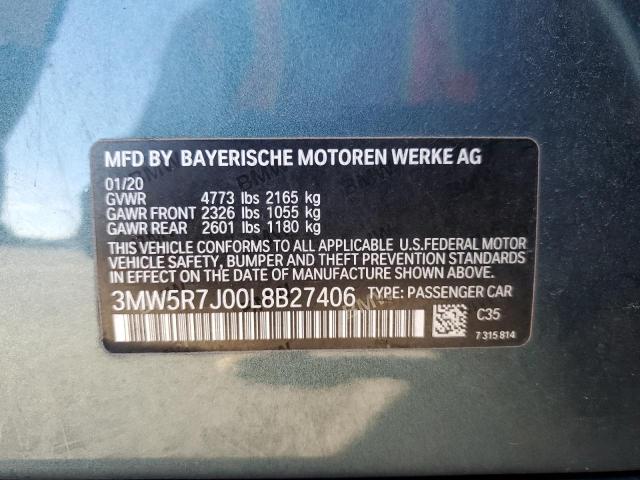 MFD BY BAYERISCHE MOTOREN WERKE AG
01/20
GVWR 4773 lbs 2165 kg
GAWR FRONT 2326 lbs 1055 kg
GAWR REAR 2601 lbs 1180 kg
THIS VEHICLE CONFORMS TO ALL APPLICABLE U.S.FEDERAL MOTOR
VEHICLE SAFETY, BUMPER AND THEFT PREVENTION STANDARDS
IN EFFECT ON THE DATE OF MANUFACTURE SHOWN ABOVE.
3MW5R7J00L8B27406 TYPE: PASSENGER CAR
C35
7 315 814